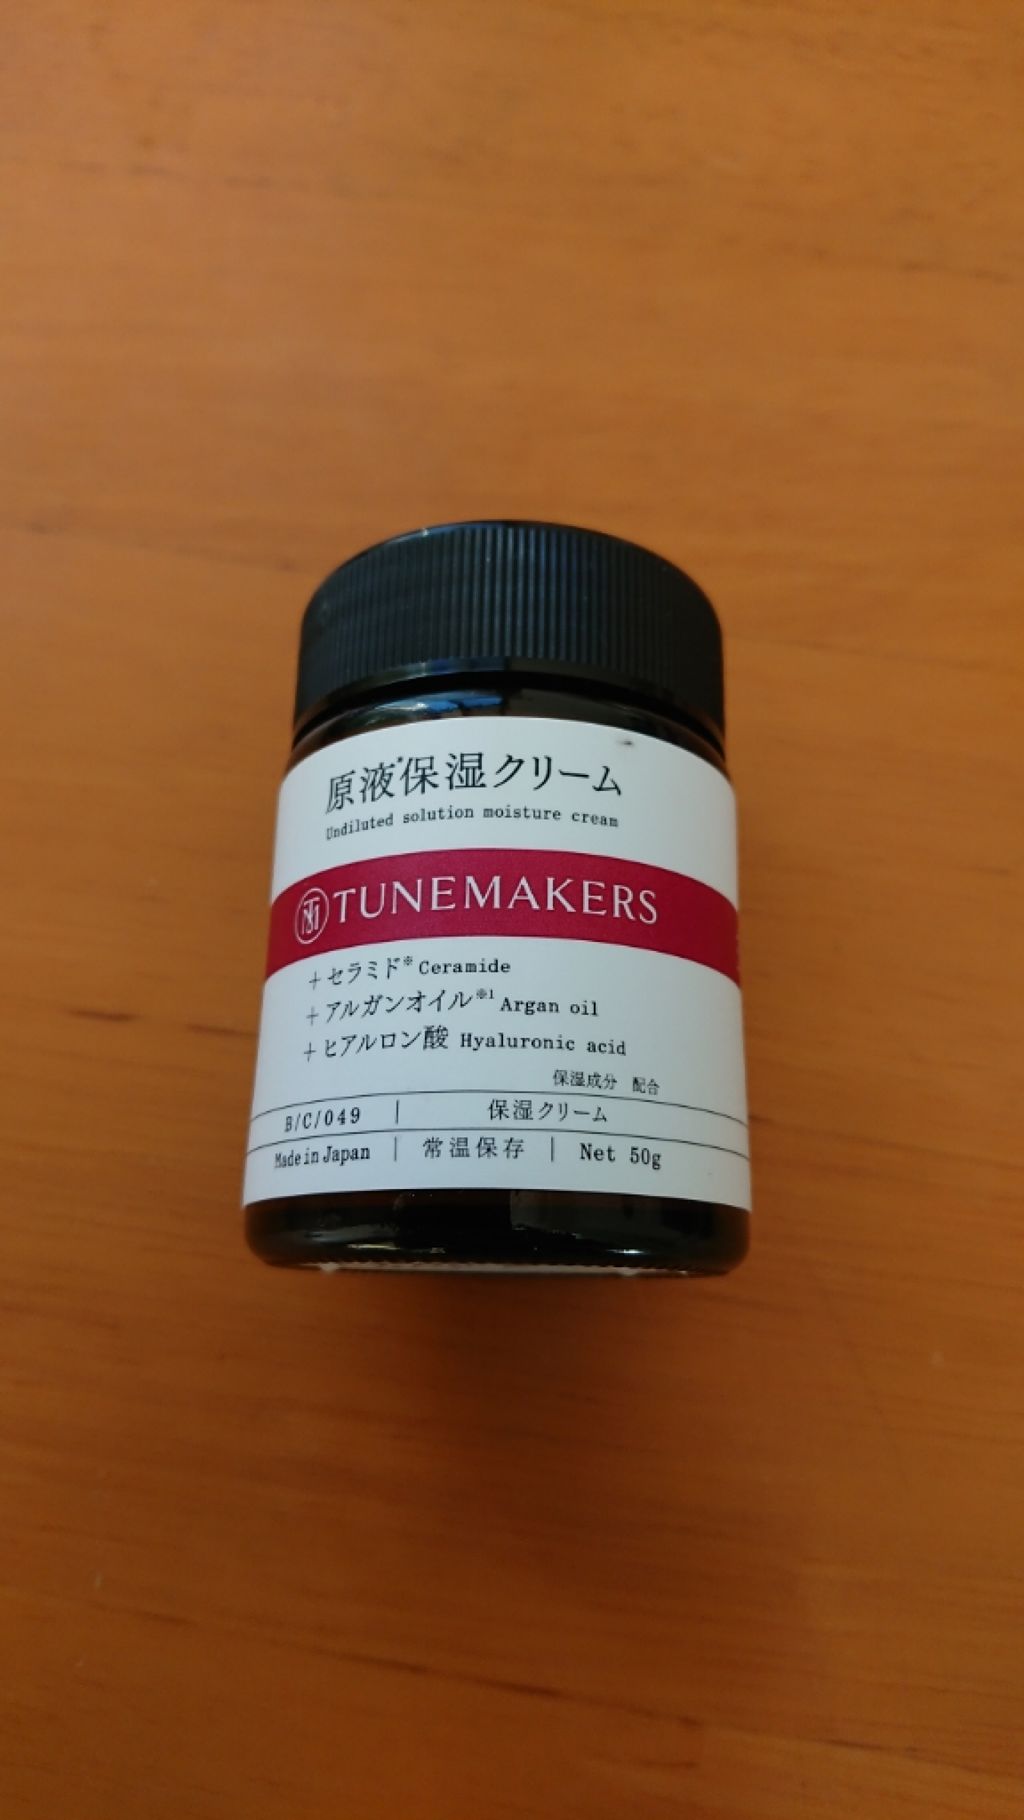 原液*保湿クリーム
Undiluted solution moisture cream
TM TUNEMAKERS
+セラミド※ Ceramide
+アルガンオイル※1 Argan oil
+ヒアルロン酸 Hyaluronic acid
保湿成分 配合
B/C/049 | 保湿クリーム
Made in Japan | 常温保存 | Net 50g